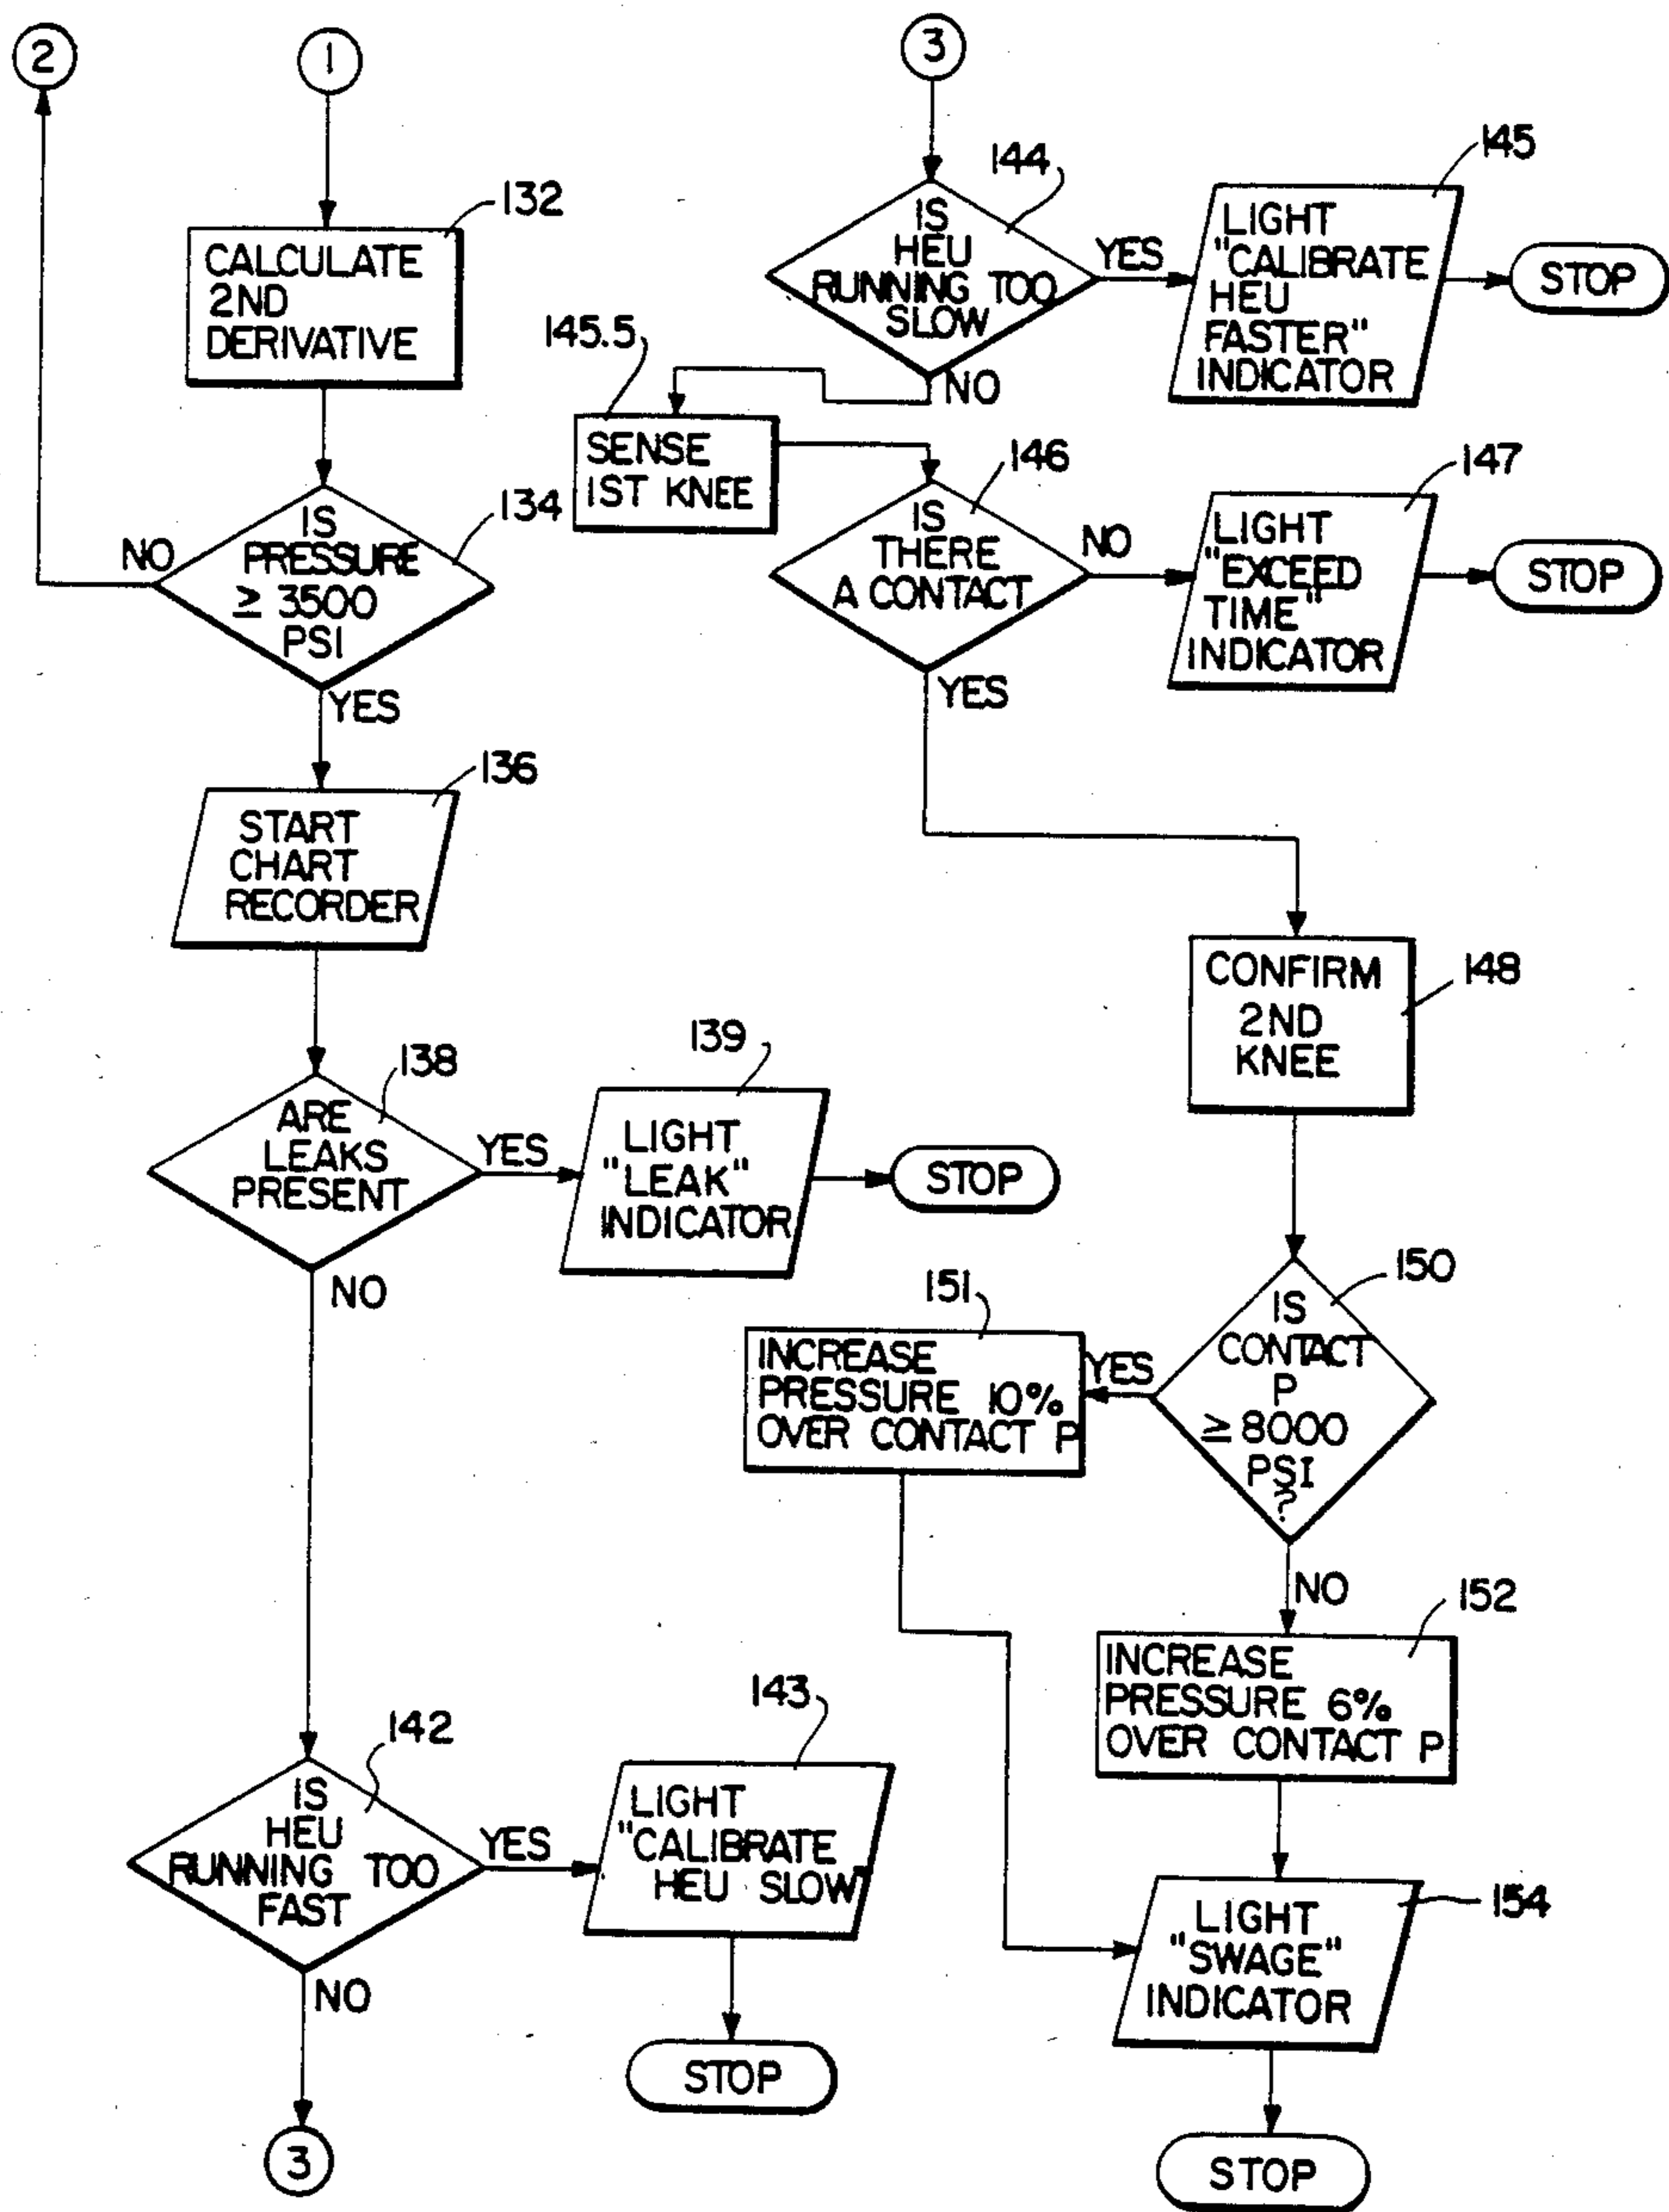 2
1
132
CALCULATE
2ND
DERIVATIVE
134
IS
PRESSURE
≥ 3500
PSI
NO
YES
136
START
CHART
RECORDER
138
ARE
LEAKS
PRESENT
YES
139
LIGHT
"LEAK"
INDICATOR
STOP
NO
142
IS
HEU
RUNNING TOO
FAST
YES
143
LIGHT
"CALIBRATE
HEU SLOW"
STOP
NO
3
3
144
IS
HEU
RUNNING TOO
SLOW
YES
145
LIGHT
"CALIBRATE
HEU
FASTER"
INDICATOR
STOP
NO
145.5
SENSE
1ST KNEE
146
IS
THERE
A CONTACT
NO
147
LIGHT
"EXCEED
TIME"
INDICATOR
STOP
YES
148
CONFIRM
2ND
KNEE
150
IS
CONTACT
P
≥ 8000
PSI
?
YES
151
INCREASE
PRESSURE 10%
OVER CONTACT P
NO
152
INCREASE
PRESSURE 6%
OVER CONTACT P
154
LIGHT
"SWAGE"
INDICATOR
STOP